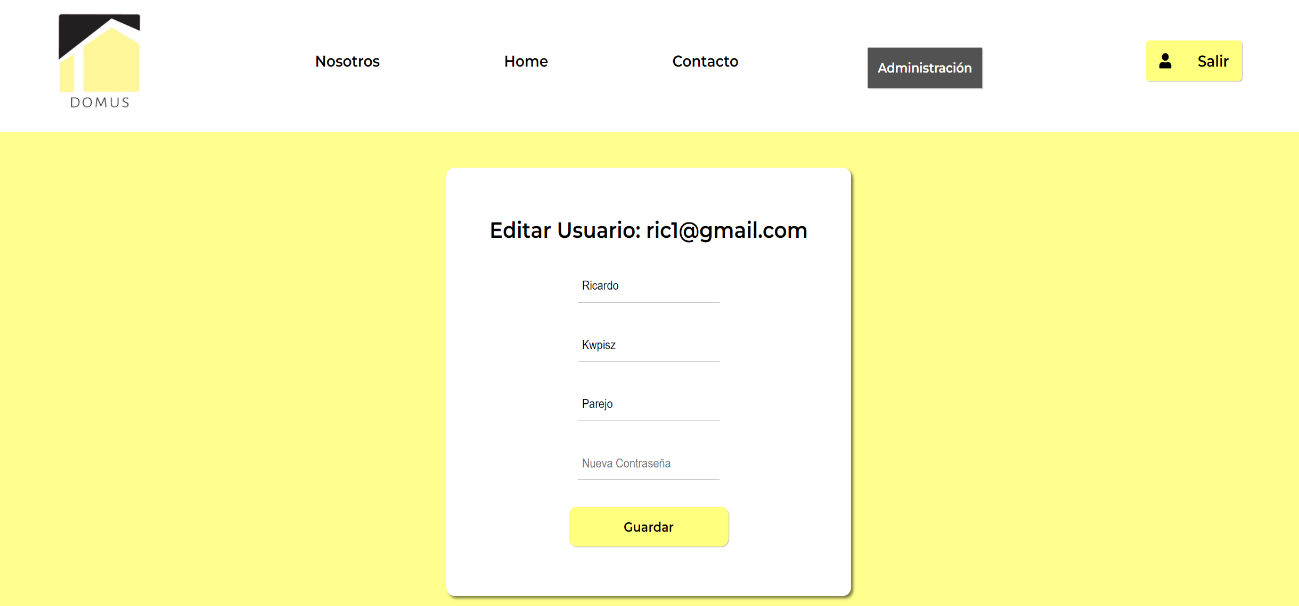 DOMUS
Nosotros
Home
Contacto
Administración
Salir
Editar Usuario: ric1@gmail.com
Ricardo
Kwpisz
Parejo
Nueva Contraseña
Guardar